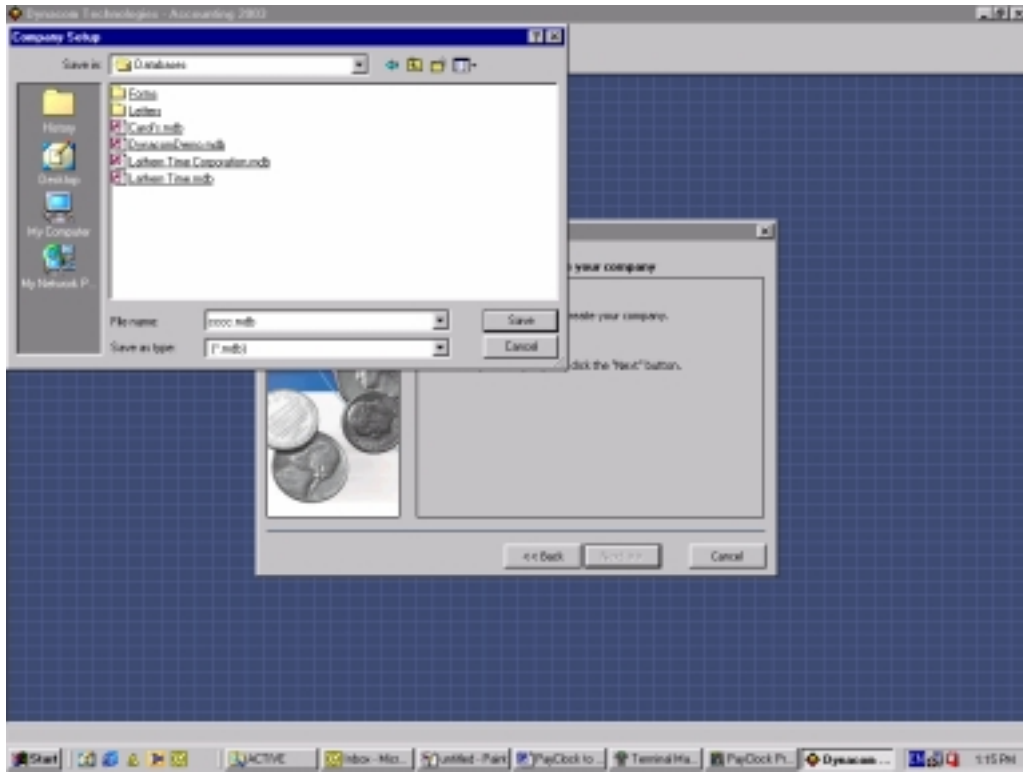 Dynacom Technologies - Accounting 2003
Company Setup
Save in: Databases
History
Desktop
My Computer
My Network P...
Forms
Letters
Card's.mdb
DynacomDemo.mdb
Lathem Time Corporation.mdb
Lathem Time.mdb
File name: cccc.mdb Save
Save as type: (*.mdb) Cancel
your company
create your company.
click the "Next" button.
<< Back Next >> Cancel
Start ACTIVE Inbox - Mic... untitled - Paint PayClock to ... Terminal Ma... PayClock Pr... Dynacom ... EN 1:15 PM